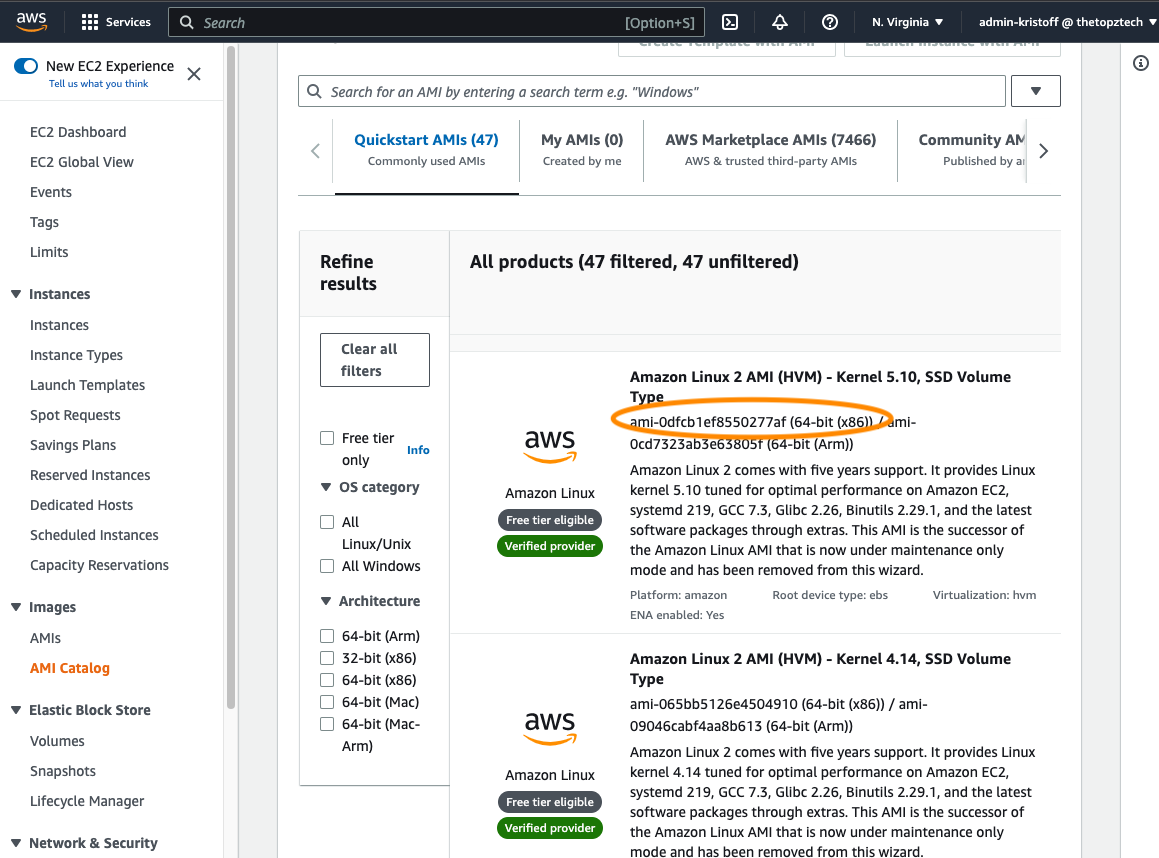 aws
Services
Search
[Option+S]
N. Virginia
admin-kristoff @ thetopztech
New EC2 Experience
Tell us what you think
EC2 Dashboard
EC2 Global View
Events
Tags
Limits
Instances
Instances
Instance Types
Launch Templates
Spot Requests
Savings Plans
Reserved Instances
Dedicated Hosts
Scheduled Instances
Capacity Reservations
Images
AMIs
AMI Catalog
Elastic Block Store
Volumes
Snapshots
Lifecycle Manager
Network & Security
Create Template with AMI
Launch Instance with AMI
Search for an AMI by entering a search term e.g. "Windows"
Quickstart AMIs (47)
Commonly used AMIs
My AMIs (0)
Created by me
AWS Marketplace AMIs (7466)
AWS & trusted third-party AMIs
Community AM
Published by a
Refine
results
Clear all
filters
Free tier
only
Info
OS category
All
Linux/Unix
All Windows
Architecture
64-bit (Arm)
32-bit (x86)
64-bit (x86)
64-bit (Mac)
64-bit (Mac-
Arm)
All products (47 filtered, 47 unfiltered)
aws
Amazon Linux
Free tier eligible
Verified provider
Amazon Linux 2 AMI (HVM) - Kernel 5.10, SSD Volume
Type
ami-0dfcb1ef8550277af (64-bit (x86)) / ami-
0cd7323ab3e63805f (64-bit (Arm))
Amazon Linux 2 comes with five years support. It provides Linux
kernel 5.10 tuned for optimal performance on Amazon EC2,
systemd 219, GCC 7.3, Glibc 2.26, Binutils 2.29.1, and the latest
software packages through extras. This AMI is the successor of
the Amazon Linux AMI that is now under maintenance only
mode and has been removed from this wizard.
Platform: amazon
Root device type: ebs
Virtualization: hvm
ENA enabled: Yes
aws
Amazon Linux
Free tier eligible
Verified provider
Amazon Linux 2 AMI (HVM) - Kernel 4.14, SSD Volume
Type
ami-065bb5126e4504910 (64-bit (x86)) / ami-
09046cabf4aa8b613 (64-bit (Arm))
Amazon Linux 2 comes with five years support. It provides Linux
kernel 4.14 tuned for optimal performance on Amazon EC2,
systemd 219, GCC 7.3, Glibc 2.26, Binutils 2.29.1, and the latest
software packages through extras. This AMI is the successor of
the Amazon Linux AMI that is now under maintenance only
mode and has been removed from this wizard.